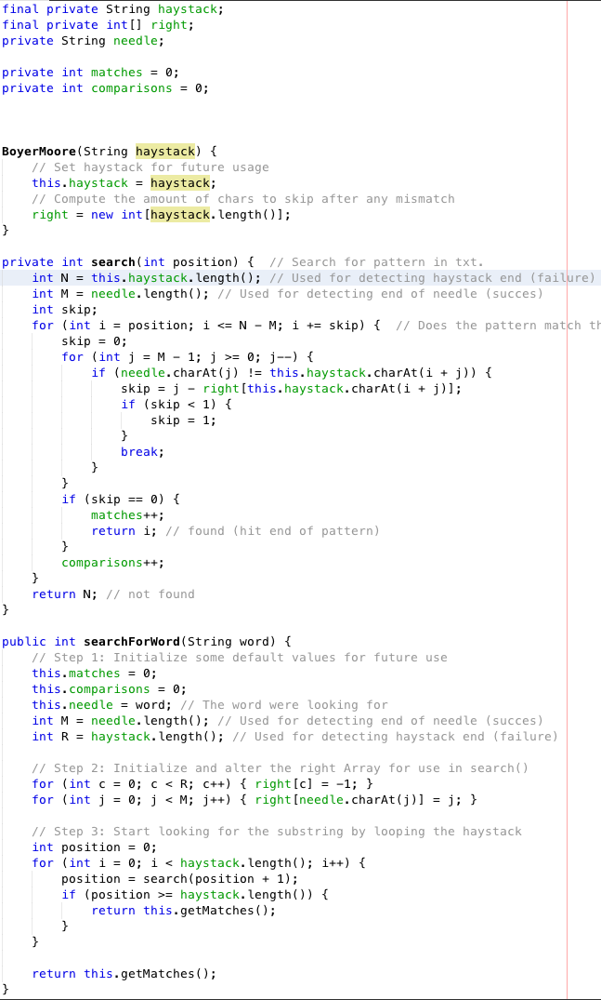 final private String haystack;
final private int[] right;
private String needle;

private int matches = 0;
private int comparisons = 0;

BoyerMoore(String haystack) {
    // Set haystack for future usage
    this.haystack = haystack;
    // Compute the amount of chars to skip after any mismatch
    right = new int[haystack.length()];
}

private int search(int position) {  // Search for pattern in txt.
    int N = this.haystack.length(); // Used for detecting haystack end (failure)
    int M = needle.length(); // Used for detecting end of needle (succes)
    int skip;
    for (int i = position; i <= N - M; i += skip) {  // Does the pattern match th
        skip = 0;
        for (int j = M - 1; j >= 0; j--) {
            if (needle.charAt(j) != this.haystack.charAt(i + j)) {
                skip = j - right[this.haystack.charAt(i + j)];
                if (skip < 1) {
                    skip = 1;
                }
                break;
            }
        }
        if (skip == 0) {
            matches++;
            return i; // found (hit end of pattern)
        }
        comparisons++;
    }
    return N; // not found
}

public int searchForWord(String word) {
    // Step 1: Initialize some default values for future use
    this.matches = 0;
    this.comparisons = 0;
    this.needle = word; // The word were looking for
    int M = needle.length(); // Used for detecting end of needle (succes)
    int R = haystack.length(); // Used for detecting haystack end (failure)

    // Step 2: Initialize and alter the right Array for use in search()
    for (int c = 0; c < R; c++) { right[c] = -1; }
    for (int j = 0; j < M; j++) { right[needle.charAt(j)] = j; }

    // Step 3: Start looking for the substring by looping the haystack
    int position = 0;
    for (int i = 0; i < haystack.length(); i++) {
        position = search(position + 1);
        if (position >= haystack.length()) {
            return this.getMatches();
        }
    }

    return this.getMatches();
}